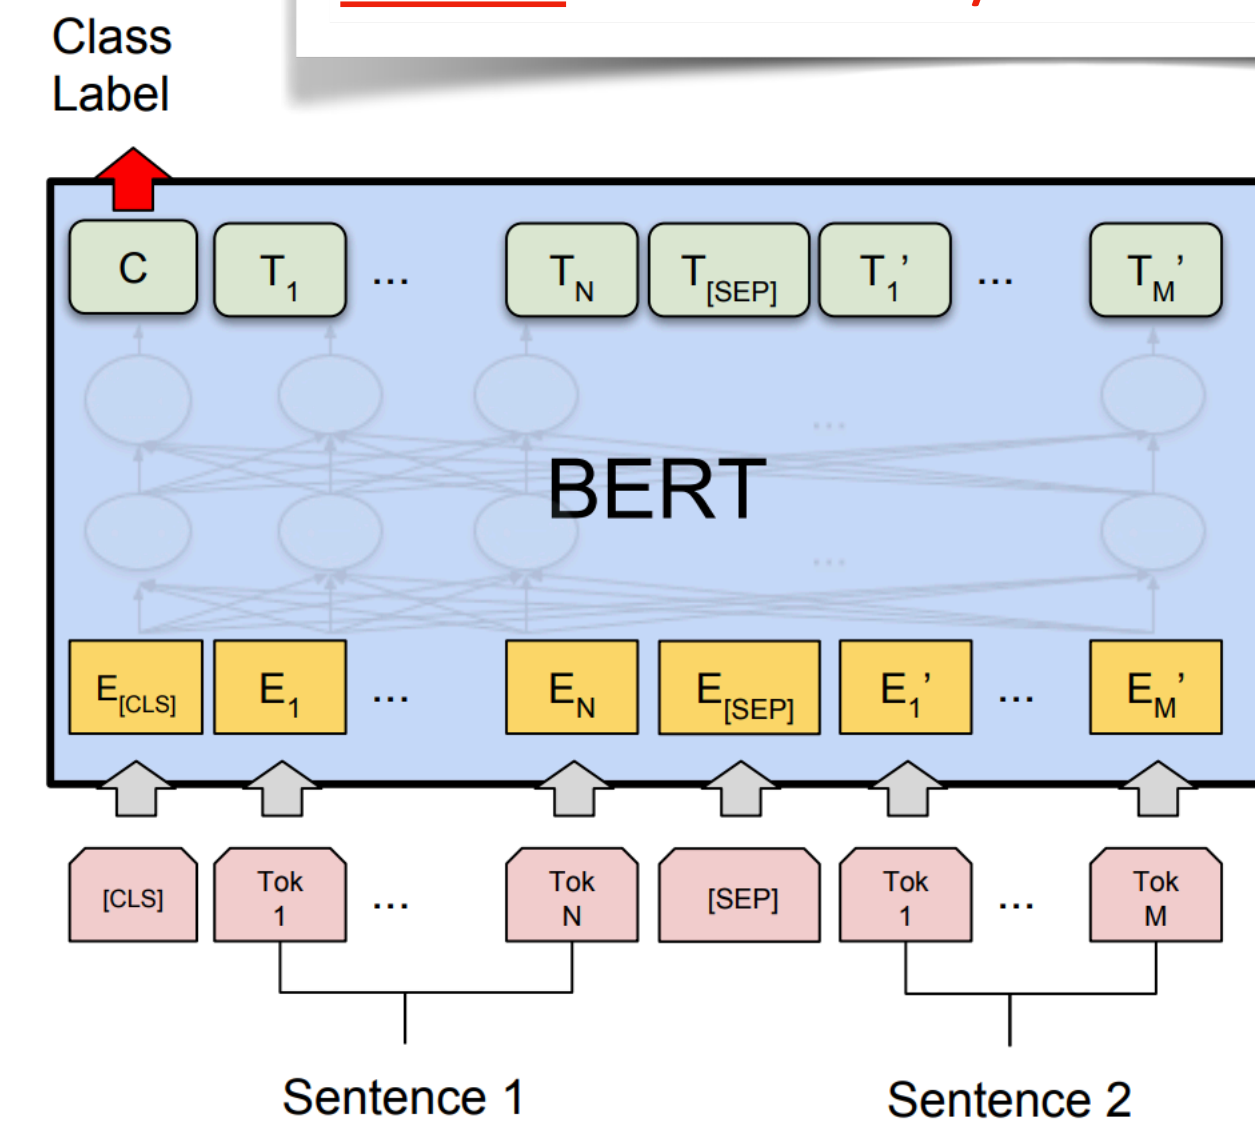 Class
Label
C T1 ... TN T[SEP] T1’ ... TM’
...
BERT
...
E[CLS] E1 ... EN E[SEP] E1’ ... EM’
[CLS] Tok 1 ... Tok N [SEP] Tok 1 ... Tok M
Sentence 1 Sentence 2